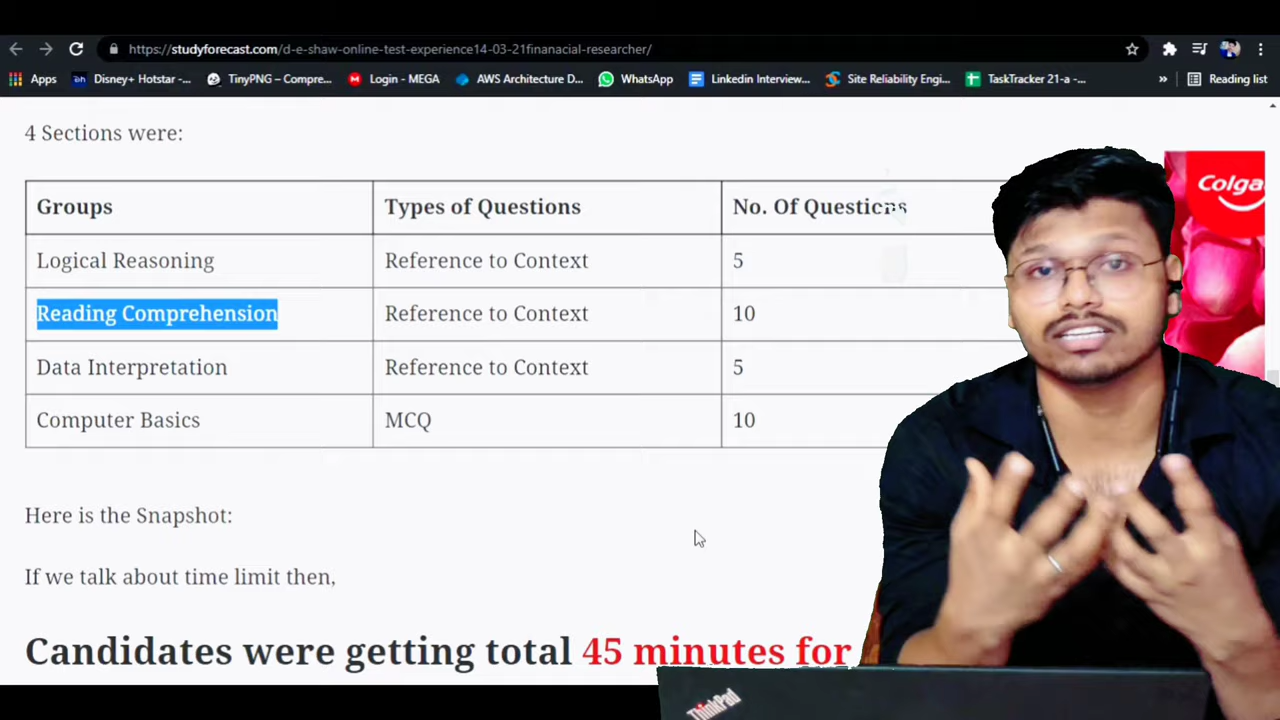 https://studyforecast.com/d-e-shaw-online-test-experience14-03-21finanacial-researcher/
Apps Disney+ Hotstar -... TinyPNG – Compre... Login - MEGA AWS Architecture D... WhatsApp Linkedin Interview... Site Reliability Engi... TaskTracker 21-a -... » Reading list
4 Sections were:
Groups Types of Questions No. Of Questions
Logical Reasoning Reference to Context 5
Reading Comprehension Reference to Context 10
Data Interpretation Reference to Context 5
Computer Basics MCQ 10
Colga
Here is the Snapshot:
If we talk about time limit then,
Candidates were getting total 45 minutes for
ThinkPad